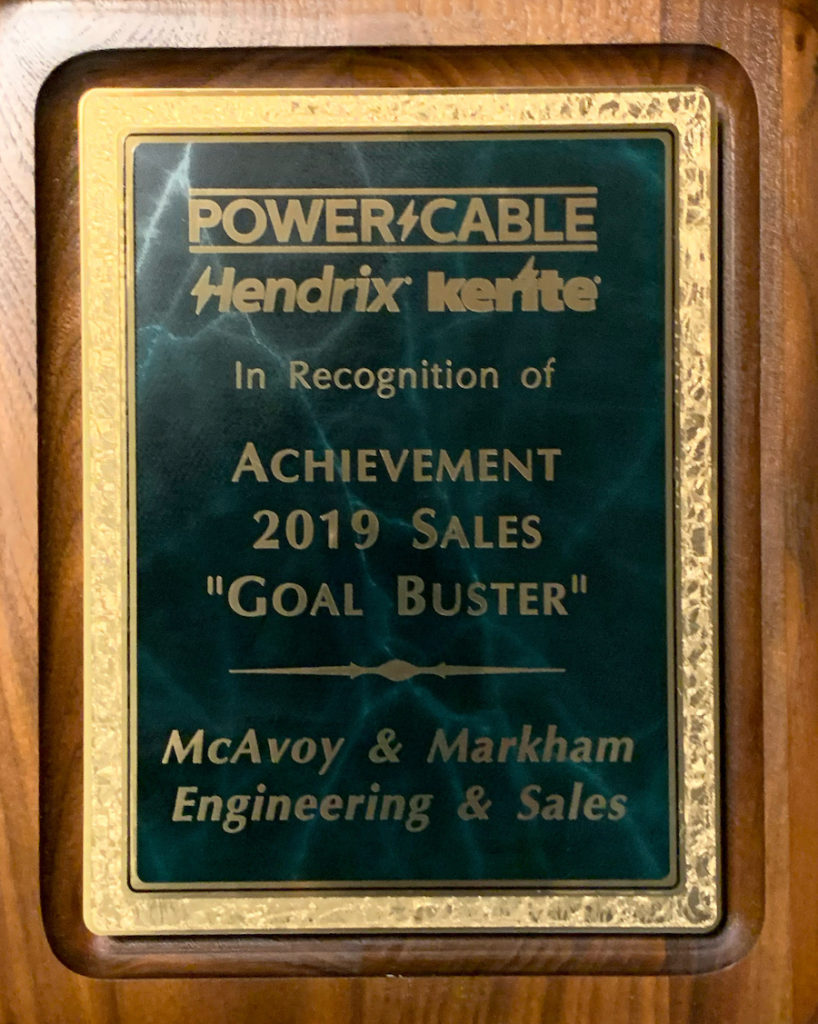 POWER CABLE
Hendrix kerite
In Recognition of
ACHIEVEMENT
2019 SALES
"GOAL BUSTER"
McAvoy & Markham
Engineering & Sales